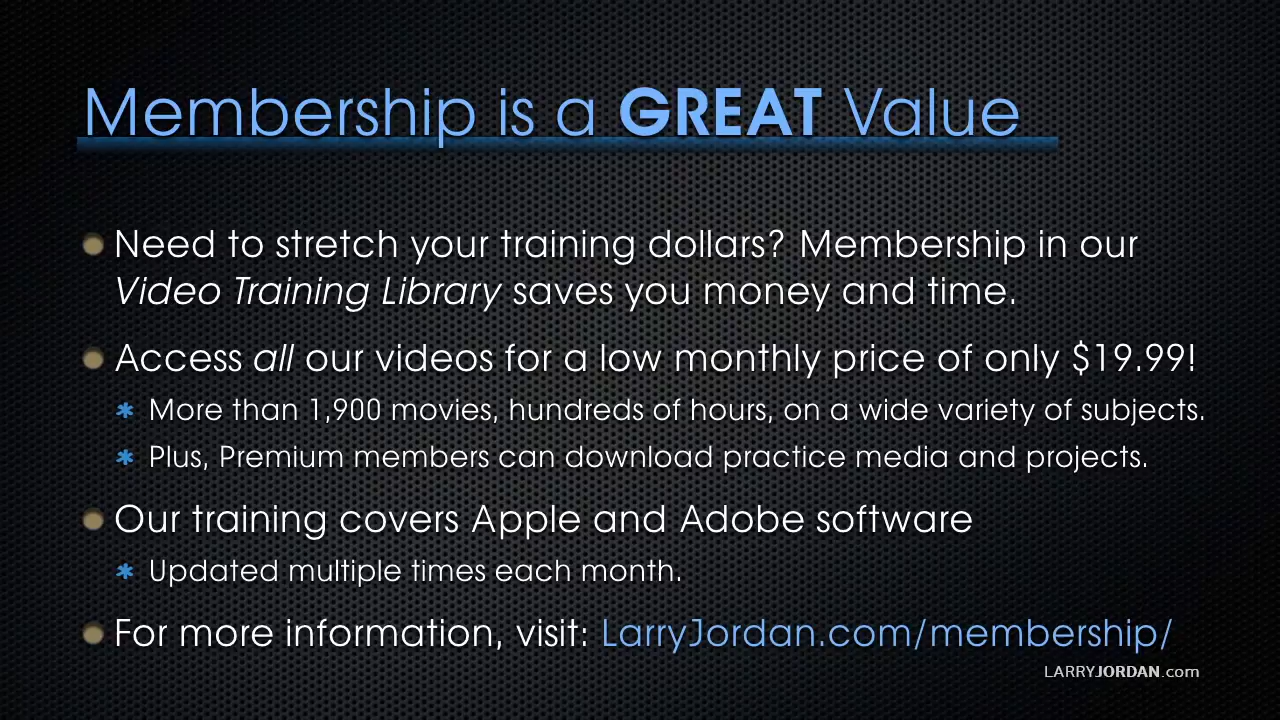 Membership is a GREAT Value
Need to stretch your training dollars? Membership in our
Video Training Library saves you money and time.
Access all our videos for a low monthly price of only $19.99!
More than 1,900 movies, hundreds of hours, on a wide variety of subjects.
Plus, Premium members can download practice media and projects.
Our training covers Apple and Adobe software
Updated multiple times each month.
For more information, visit: LarryJordan.com/membership/
LARRYJORDAN.com